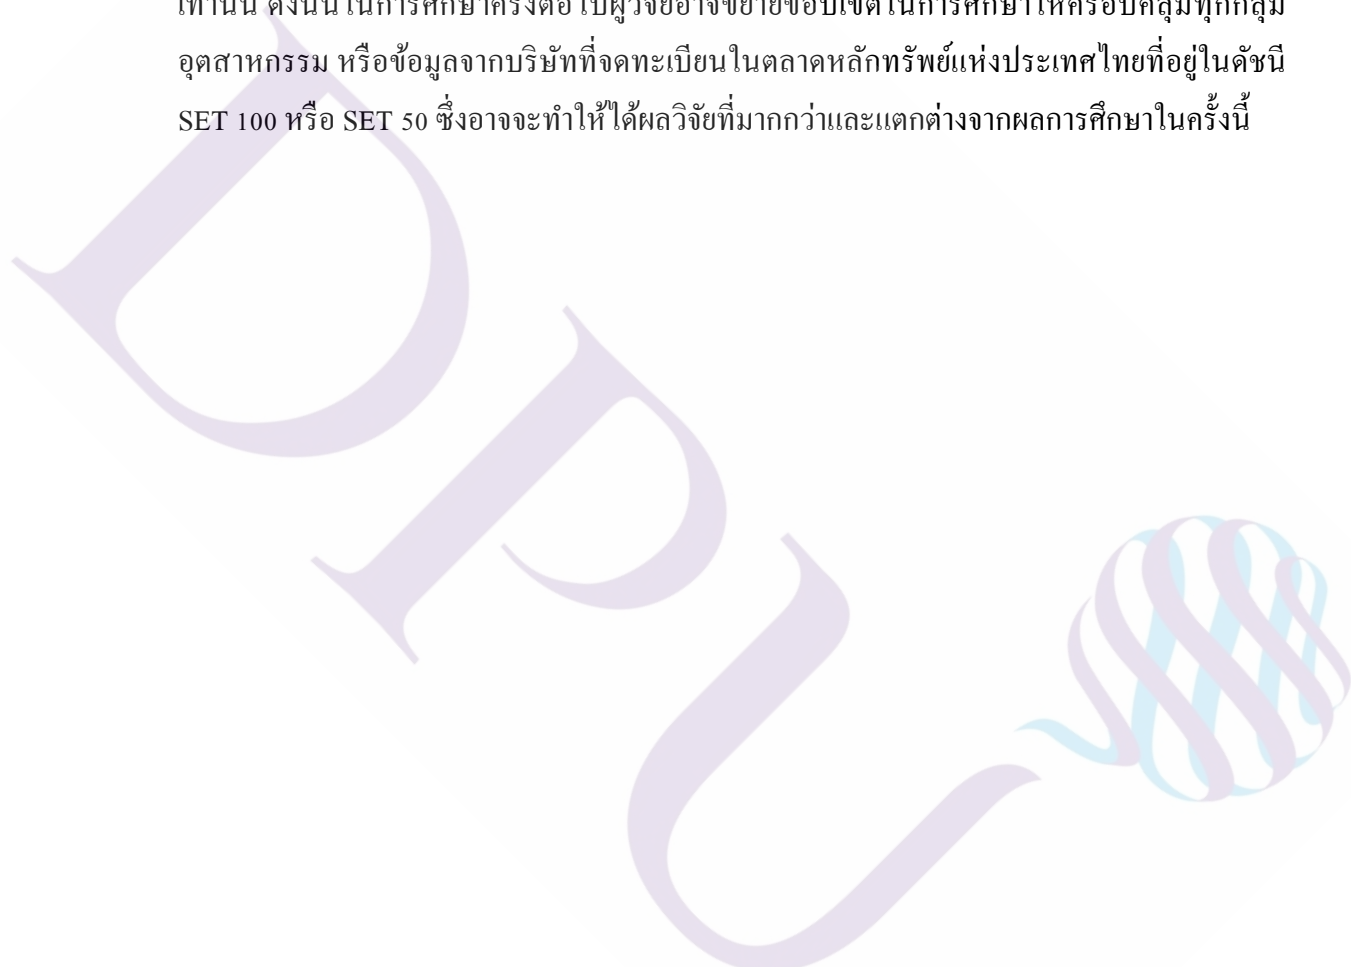 เท่านั้น ดังนั้นในการศึกษาครั้งต่อไปผู้วิจัยอาจขยายขอบเขตในการศึกษาให้ครอบคลุมทุกกลุ่ม
อุตสาหกรรม หรือข้อมูลจากบริษัทที่จดทะเบียนในตลาดหลักทรัพย์แห่งประเทศไทยที่อยู่ในดัชนี
SET 100 หรือ SET 50 ซึ่งอาจจะทำให้ได้ผลวิจัยที่มากกว่าและแตกต่างจากผลการศึกษาในครั้งนี้
DPU